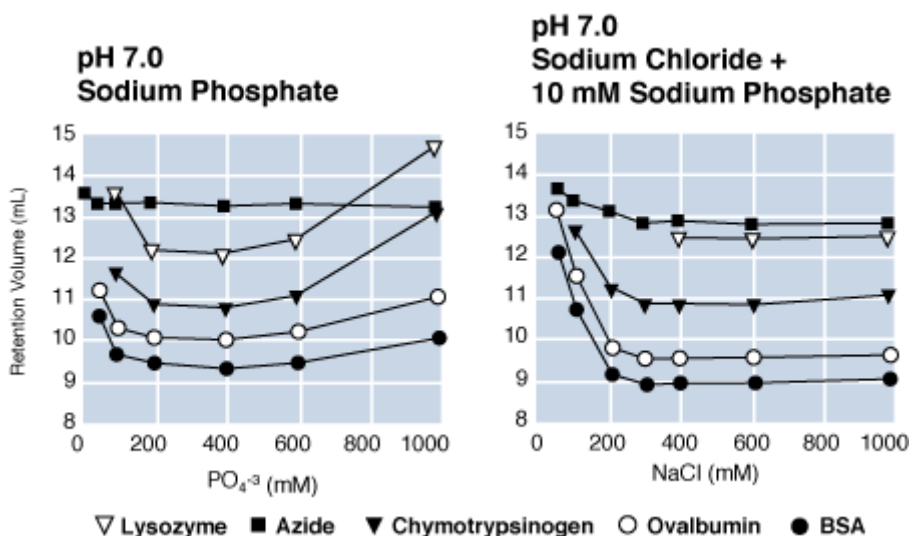 pH 7.0
Sodium Phosphate
pH 7.0
Sodium Chloride +
10 mM Sodium Phosphate
Retention Volume (mL)
15
14
13
12
11
10
9
8
0 200 400 600 800 1000
PO₄⁻³ (mM)
15
14
13
12
11
10
9
8
0 200 400 600 800 1000
NaCl (mM)
▽ Lysozyme ■ Azide ▼ Chymotrypsinogen ○ Ovalbumin ● BSA